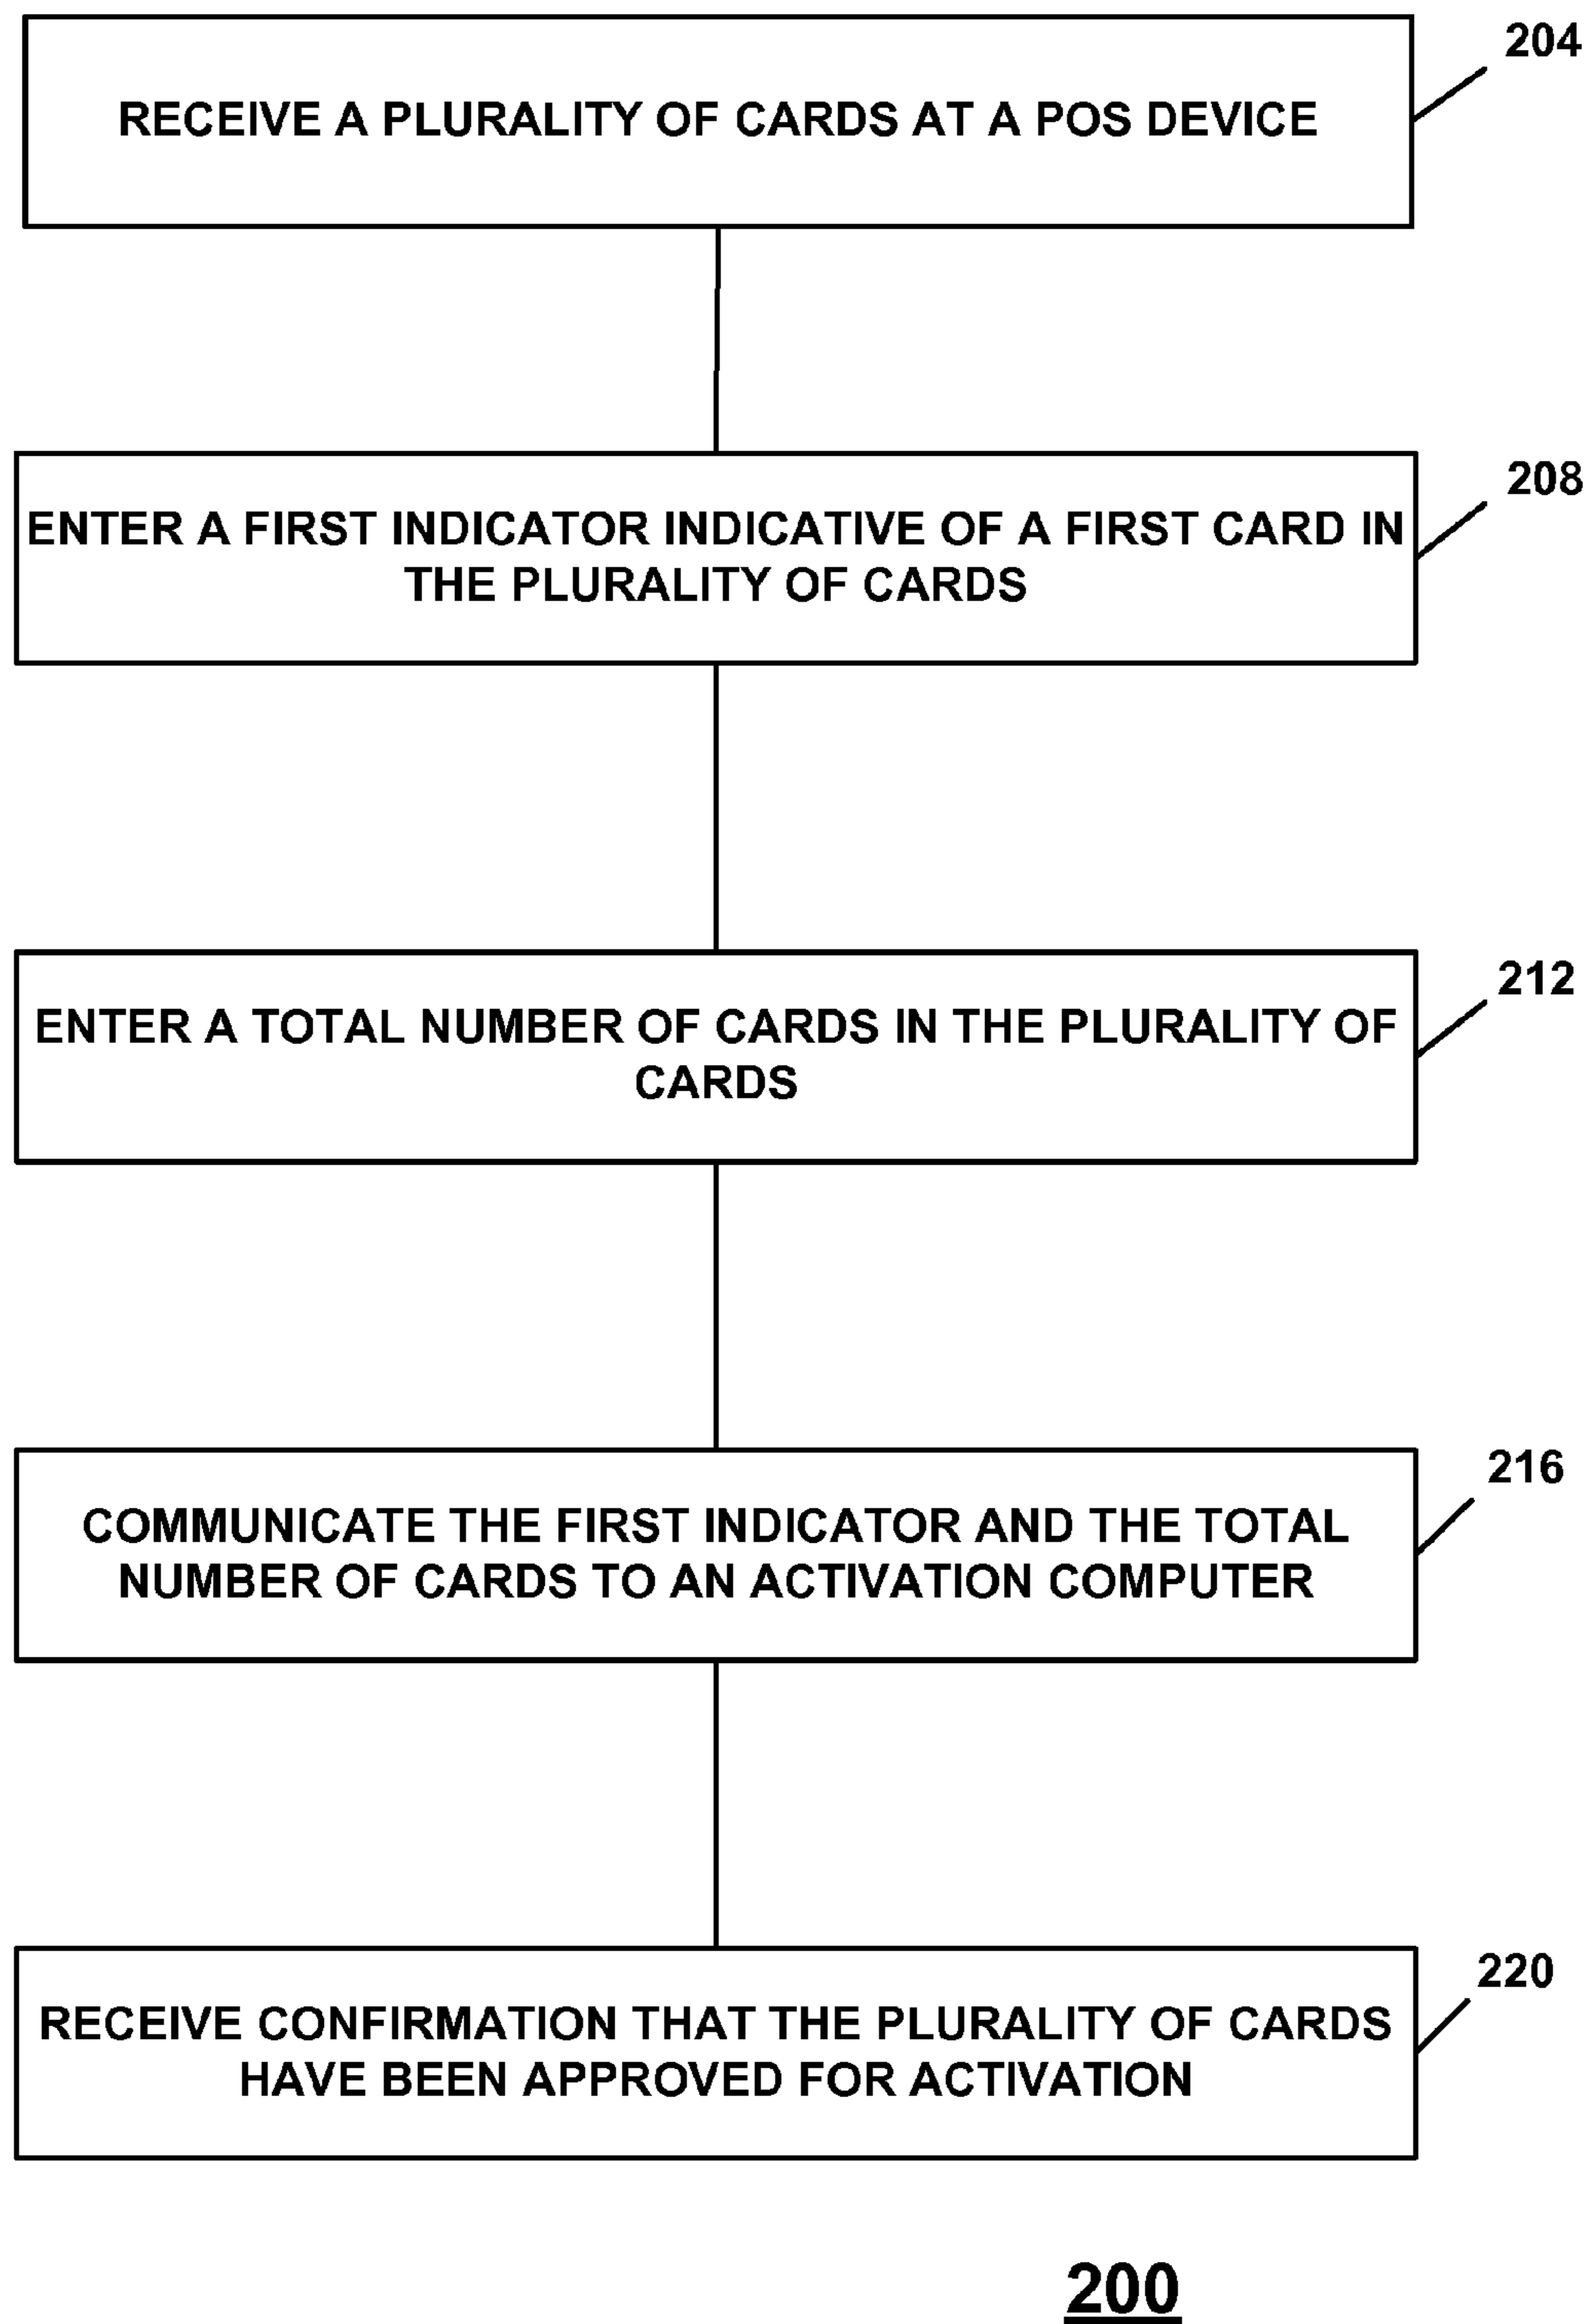 204
RECEIVE A PLURALITY OF CARDS AT A POS DEVICE
208
ENTER A FIRST INDICATOR INDICATIVE OF A FIRST CARD IN
THE PLURALITY OF CARDS
212
ENTER A TOTAL NUMBER OF CARDS IN THE PLURALITY OF
CARDS
216
COMMUNICATE THE FIRST INDICATOR AND THE TOTAL
NUMBER OF CARDS TO AN ACTIVATION COMPUTER
220
RECEIVE CONFIRMATION THAT THE PLURALITY OF CARDS
HAVE BEEN APPROVED FOR ACTIVATION
200